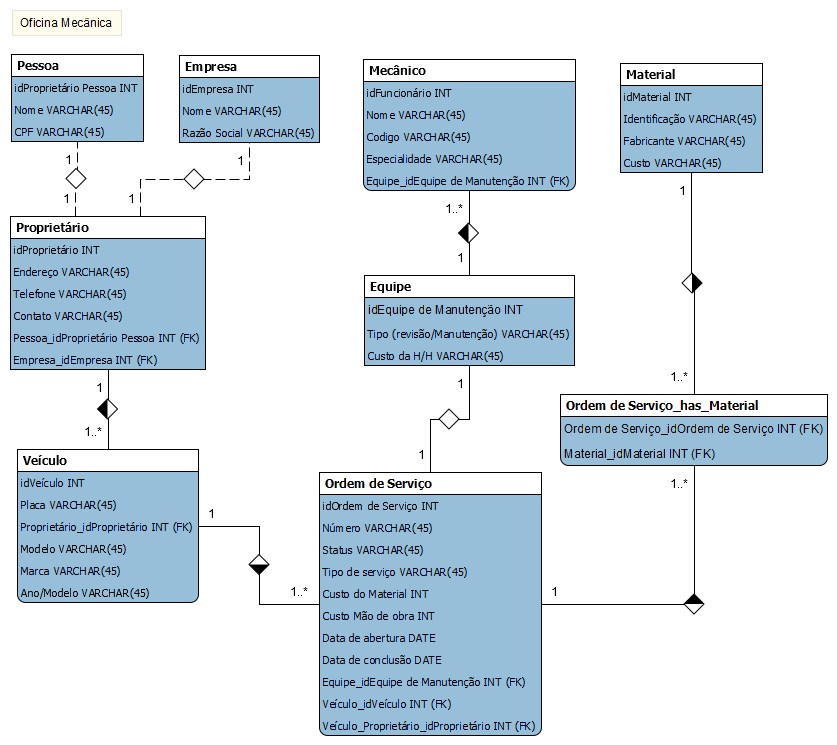 Oficina Mecânica
Pessoa
idProprietário Pessoa INT
Nome VARCHAR(45)
CPF VARCHAR(45)
Empresa
idEmpresa INT
Nome VARCHAR(45)
Razão Social VARCHAR(45)
Mecânico
idFuncionário INT
Nome VARCHAR(45)
Codigo VARCHAR(45)
Especialidade VARCHAR(45)
Equipe_idEquipe de Manutenção INT (FK)
Material
idMaterial INT
Identificação VARCHAR(45)
Fabricante VARCHAR(45)
Custo VARCHAR(45)
1
1
1
1
1..*
1
1
1..*
Proprietário
idProprietário INT
Endereço VARCHAR(45)
Telefone VARCHAR(45)
Contato VARCHAR(45)
Pessoa_idProprietário Pessoa INT (FK)
Empresa_idEmpresa INT (FK)
Equipe
idEquipe de Manutenção INT
Tipo (revisão/Manutenção) VARCHAR(45)
Custo da H/H VARCHAR(45)
1
1..*
1
1
Ordem de Serviço_has_Material
Ordem de Serviço_idOrdem de Serviço INT (FK)
Material_idMaterial INT (FK)
1..*
Veículo
idVeículo INT
Placa VARCHAR(45)
Proprietário_idProprietário INT (FK)
Modelo VARCHAR(45)
Marca VARCHAR(45)
Ano/Modelo VARCHAR(45)
1
1..*
Ordem de Serviço
idOrdem de Serviço INT
Número VARCHAR(45)
Status VARCHAR(45)
Tipo de serviço VARCHAR(45)
Custo do Material INT
Custo Mão de obra INT
Data de abertura DATE
Data de conclusão DATE
Equipe_idEquipe de Manutenção INT (FK)
Veículo_idVeículo INT (FK)
Veículo_Proprietário_idProprietário INT (FK)
1